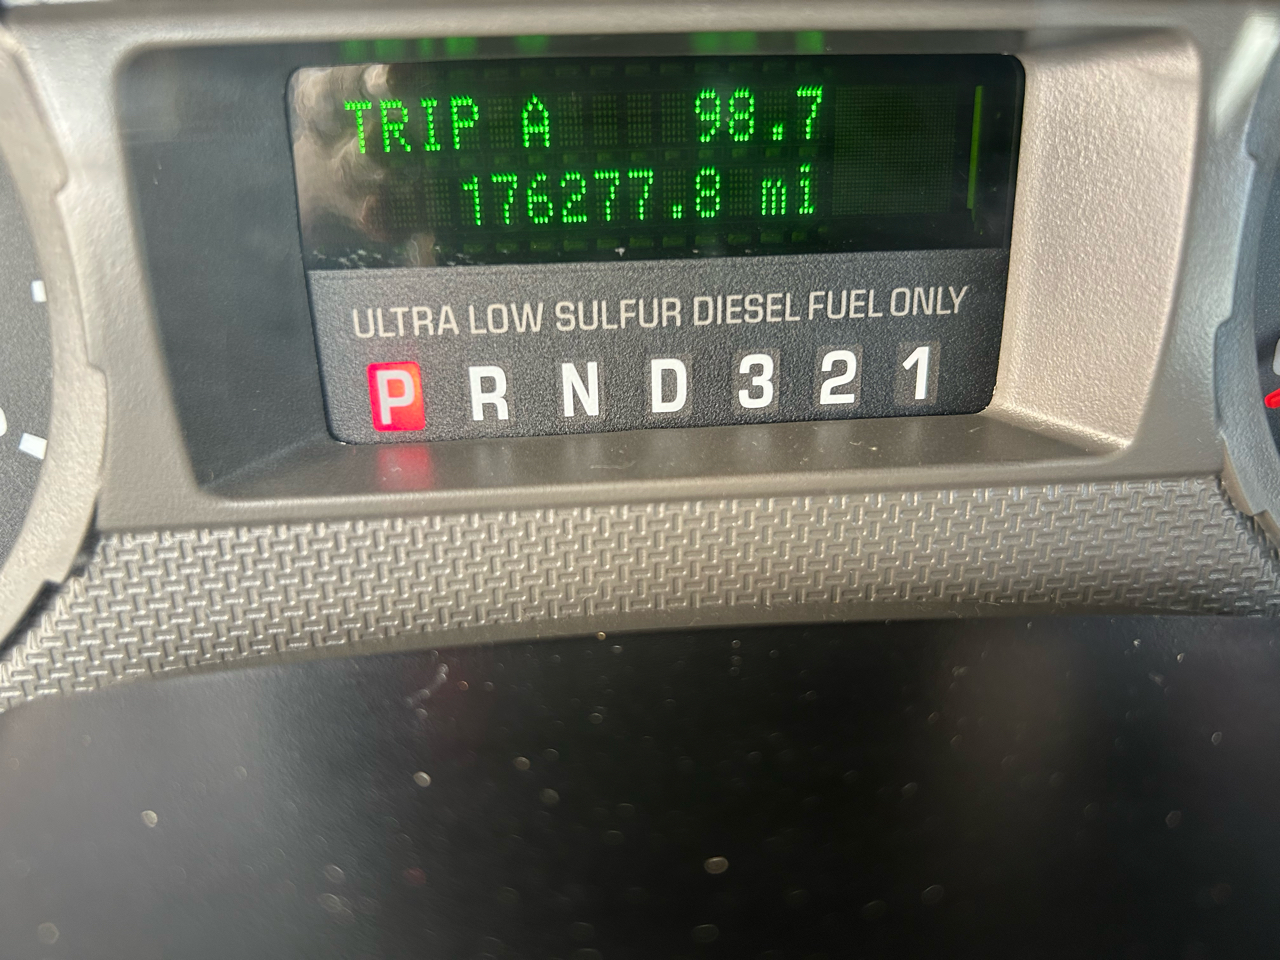 TRIP A 98.7
176277.8 mi
ULTRA LOW SULFUR DIESEL FUEL ONLY
P R N D 3 2 1